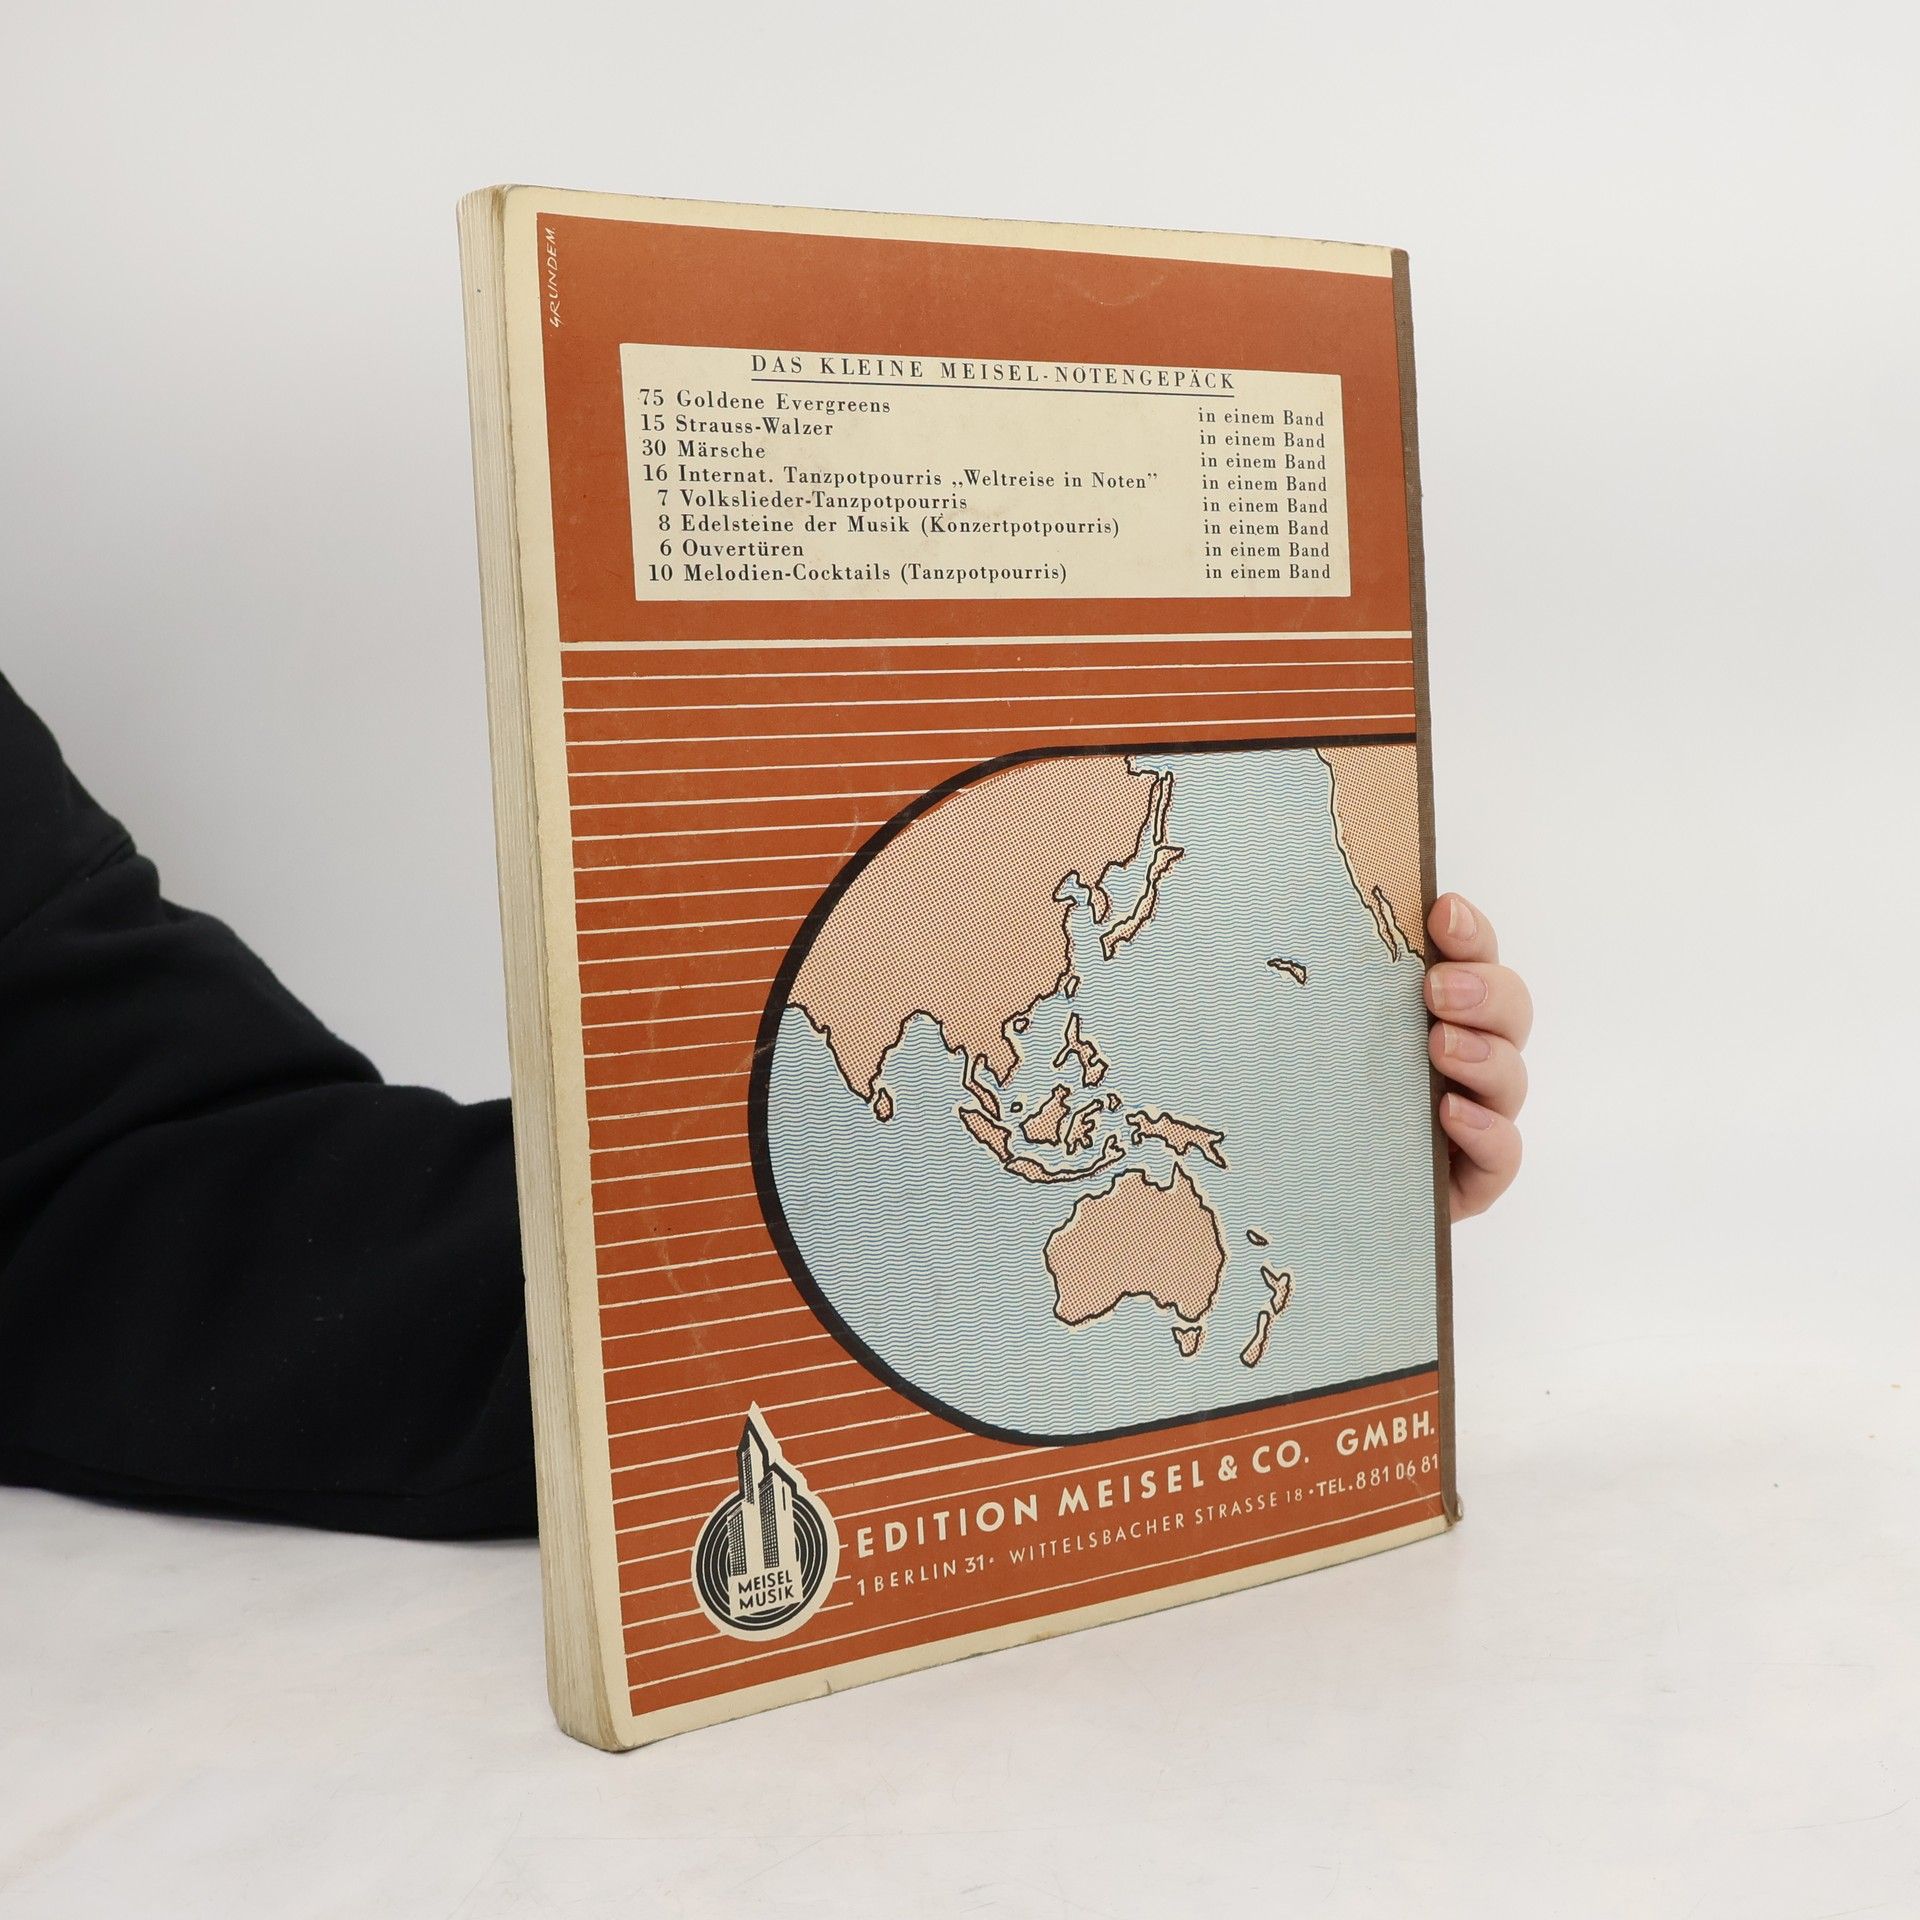 GRUNDEM.
DAS KLEINE MEISEL-NOTENGEPÄCK
75 Goldene Evergreens in einem Band
15 Strauss-Walzer in einem Band
30 Märsche in einem Band
16 Internat. Tanzpotpourris „Weltreise in Noten” in einem Band
7 Volkslieder-Tanzpotpourris in einem Band
8 Edelsteine der Musik (Konzertpotpourris) in einem Band
6 Ouvertüren in einem Band
10 Melodien-Cocktails (Tanzpotpourris) in einem Band
MEISEL
MUSIK
EDITION MEISEL & CO. GMBH.
1 BERLIN 31 · WITTELSBACHER STRASSE 18 · TEL. 8 81 06 81